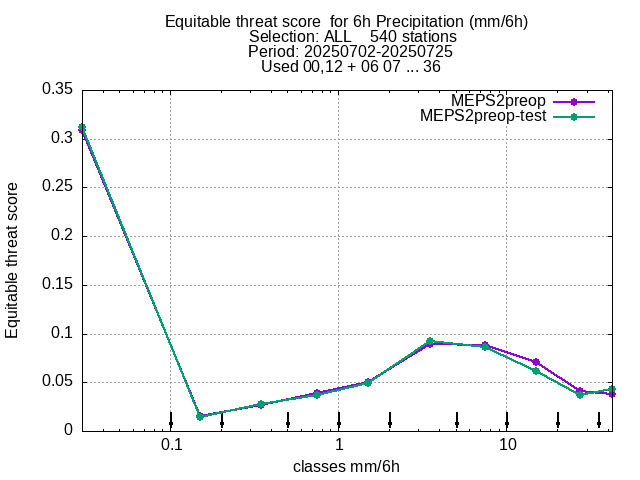 Equitable threat score  for 6h Precipitation (mm/6h)
Selection: ALL    540 stations
Period: 20250702-20250725
Used 00,12 + 06 07 ... 36
MEPS2preop
MEPS2preop-test
0.35
0.3
0.25
0.2
0.15
0.1
0.05
0
Equitable threat score
0.1
1
10
classes mm/6h